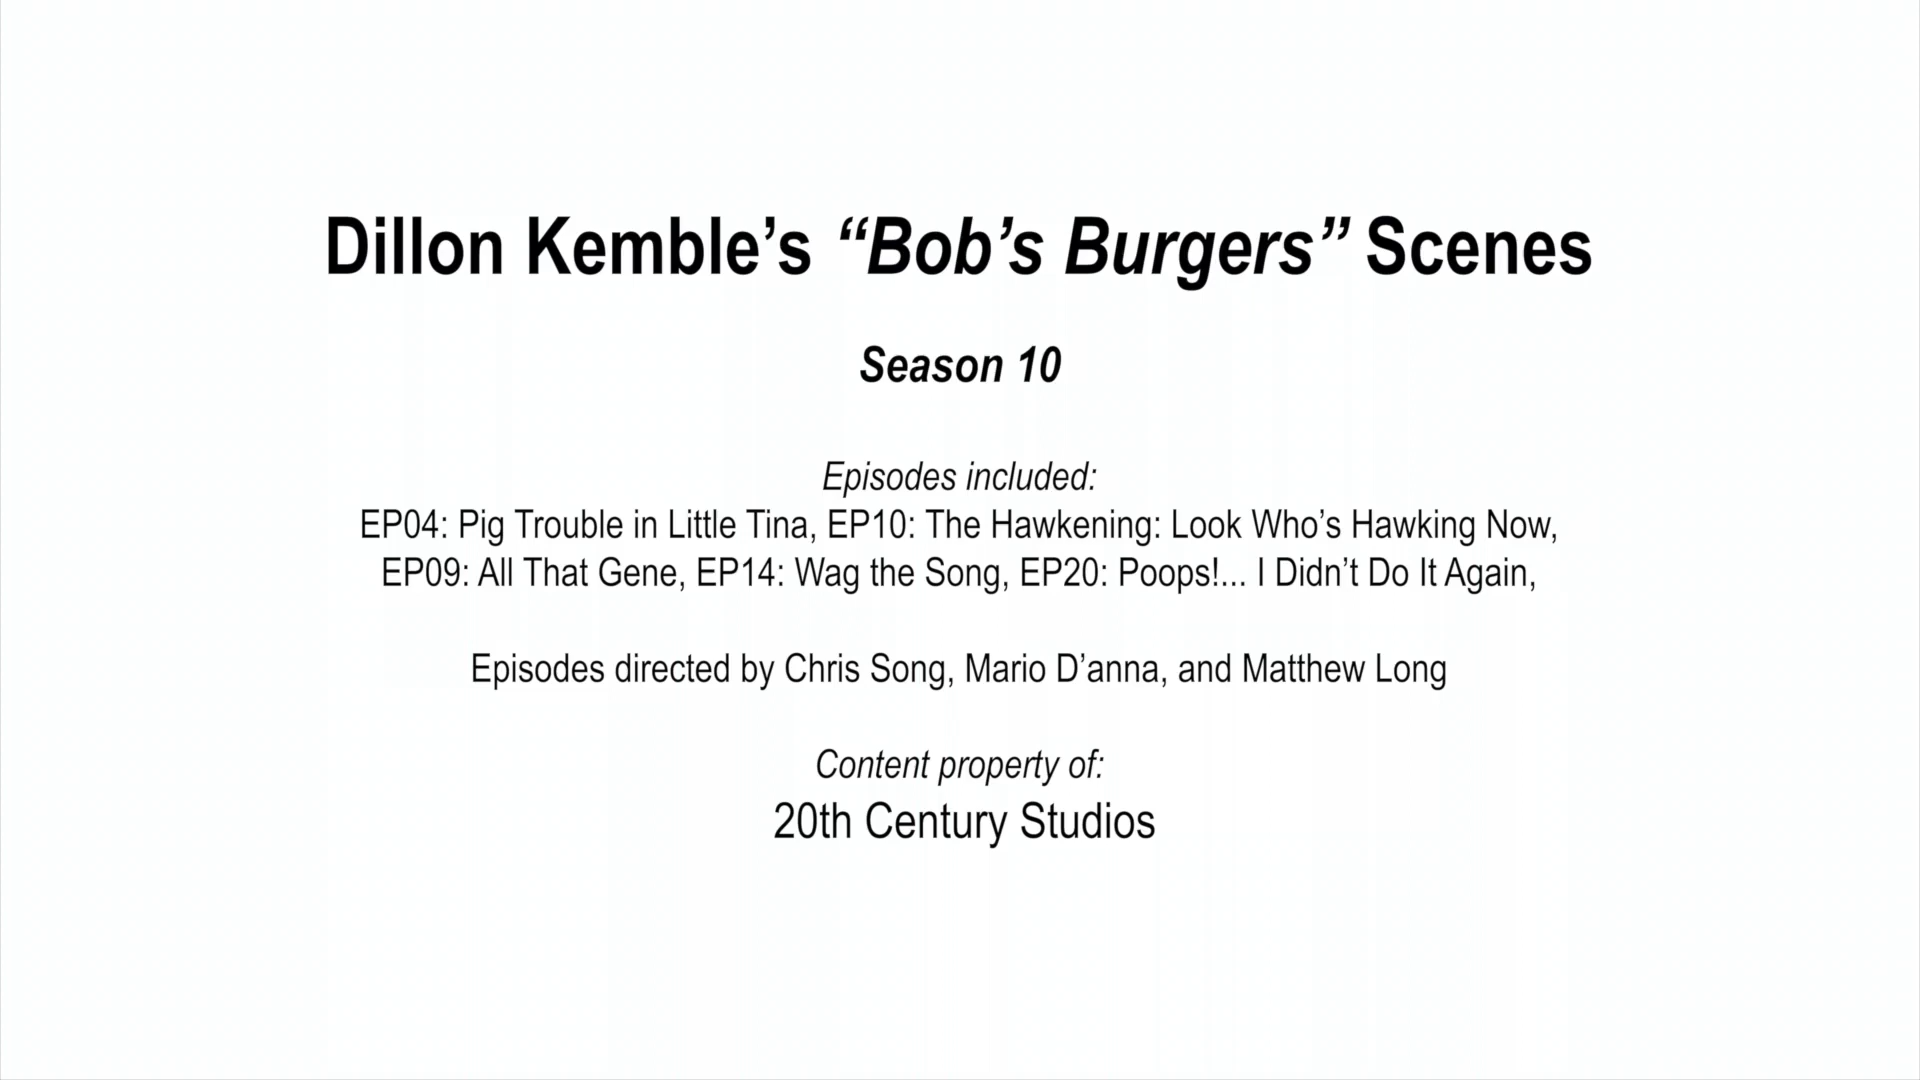 Dillon Kemble’s “Bob’s Burgers” Scenes
Season 10
Episodes included:
EP04: Pig Trouble in Little Tina, EP10: The Hawkening: Look Who’s Hawking Now,
EP09: All That Gene, EP14: Wag the Song, EP20: Poops!... I Didn’t Do It Again,
Episodes directed by Chris Song, Mario D’anna, and Matthew Long
Content property of:
20th Century Studios